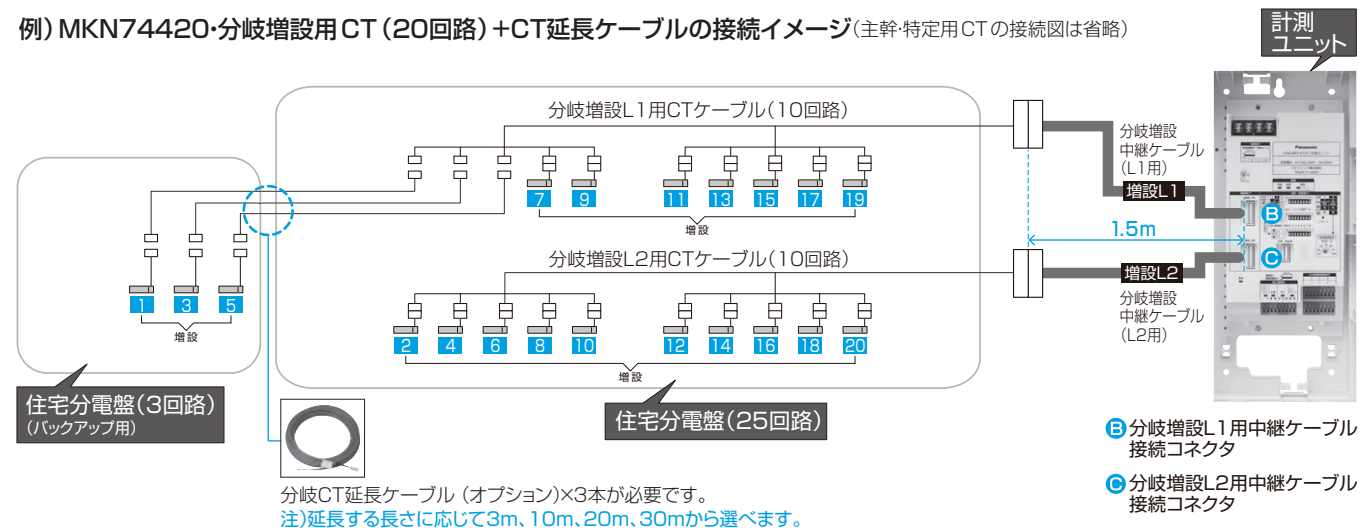 例）MKN74420・分岐増設用CT（20回路）+CT延長ケーブルの接続イメージ（主幹・特定用CTの接続図は省略）
計測
ユニット
分岐増設L1用CTケーブル（10回路）
分岐増設
中継ケーブル
（L1用）
増設L1
Panasonic
7
9
11
13
15
17
19
増設
B
1.5m
分岐増設L2用CTケーブル（10回路）
C
増設L2
1
3
5
増設
分岐増設
中継ケーブル
（L2用）
2
4
6
8
10
12
14
16
18
20
増設
住宅分電盤（3回路）
（バックアップ用）
住宅分電盤（25回路）
B分岐増設L1用中継ケーブル
接続コネクタ
C分岐増設L2用中継ケーブル
接続コネクタ
分岐CT延長ケーブル（オプション）×3本が必要です。
注）延長する長さに応じて3m、10m、20m、30mから選べます。